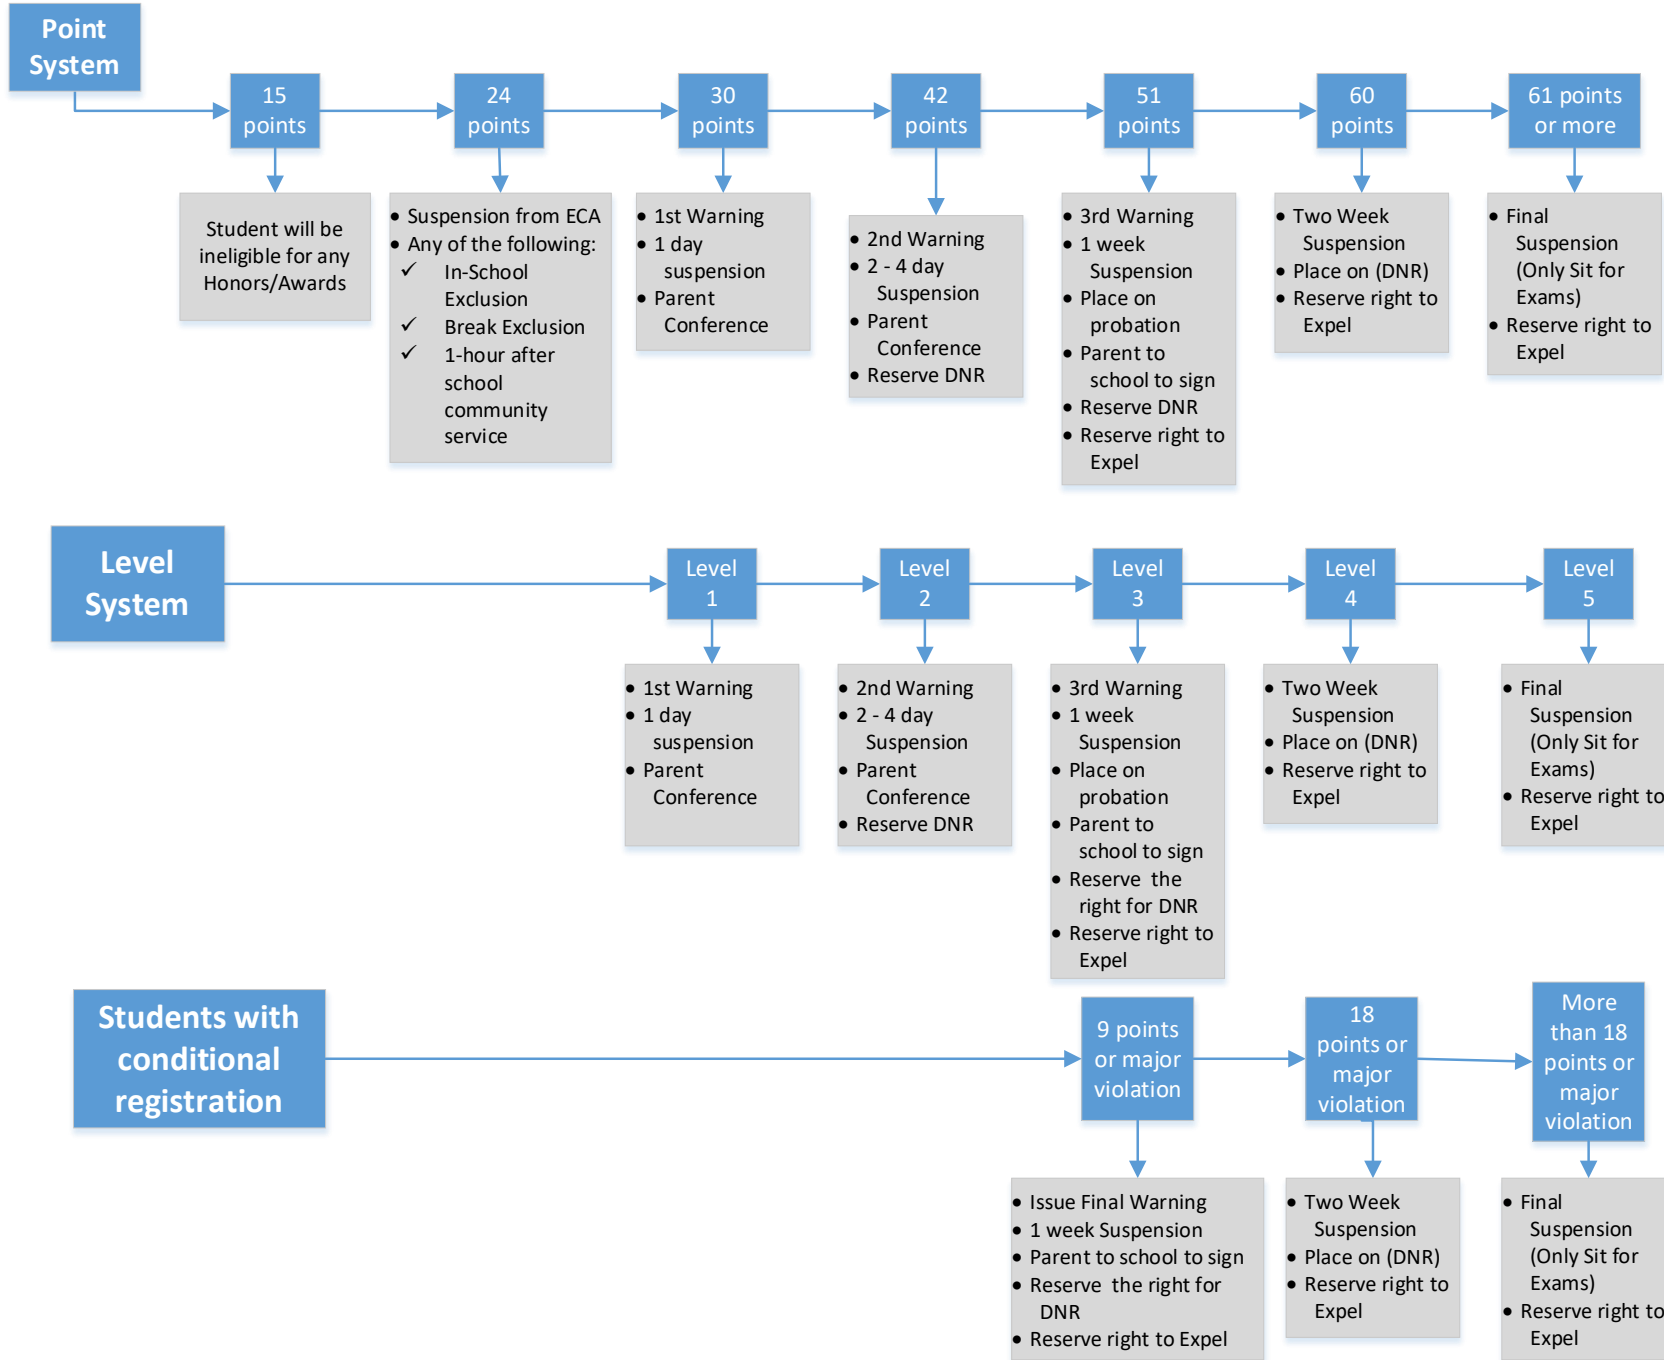 Point
System
15
points
24
points
30
points
42
points
51
points
60
points
61 points
or more
Student will be
ineligible for any
Honors/Awards
• Suspension from ECA
• Any of the following:
✓ In-School
Exclusion
✓ Break Exclusion
✓ 1-hour after
school
community
service
• 1st Warning
• 1 day
suspension
• Parent
Conference
• 2nd Warning
• 2 - 4 day
Suspension
• Parent
Conference
• Reserve DNR
• 3rd Warning
• 1 week
Suspension
• Place on
probation
• Parent to
school to sign
• Reserve DNR
• Reserve right to
Expel
• Two Week
Suspension
• Place on (DNR)
• Reserve right to
Expel
• Final
Suspension
(Only Sit for
Exams)
• Reserve right to
Expel
Level
System
Level
1
Level
2
Level
3
Level
4
Level
5
• 1st Warning
• 1 day
suspension
• Parent
Conference
• 2nd Warning
• 2 - 4 day
Suspension
• Parent
Conference
• Reserve DNR
• 3rd Warning
• 1 week
Suspension
• Place on
probation
• Parent to
school to sign
• Reserve the
right for DNR
• Reserve right to
Expel
• Two Week
Suspension
• Place on (DNR)
• Reserve right to
Expel
• Final
Suspension
(Only Sit for
Exams)
• Reserve right to
Expel
Students with
conditional
registration
9 points
or major
violation
18
points or
major
violation
More
than 18
points or
major
violation
• Issue Final Warning
• 1 week Suspension
• Parent to school to sign
• Reserve the right for
DNR
• Reserve right to Expel
• Two Week
Suspension
• Place on (DNR)
• Reserve right to
Expel
• Final
Suspension
(Only Sit for
Exams)
• Reserve right to
Expel